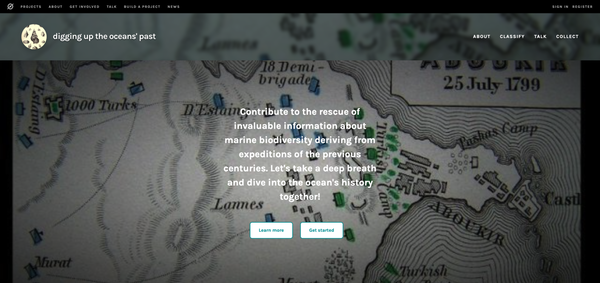 PROJECTS ABOUT GET INVOLVED TALK BUILD A PROJECT NEWS SIGN IN REGISTER
digging up the oceans' past
ABOUT CLASSIFY TALK COLLECT
18 Demi-
brigade
ABOUKIR
25 July 1799
1000 Turks
D'Estaing
Contribute to the rescue of
invaluable information about
marine biodiversity deriving from
expeditions of the previous
centuries. Let's take a deep breath
and dive into the ocean's history
together!
Lannes
Turkish Camp
Pashas Camp
Lannes
ABOUKIR
Castl
Learn more
Get started
Murat
Murat
Turkish